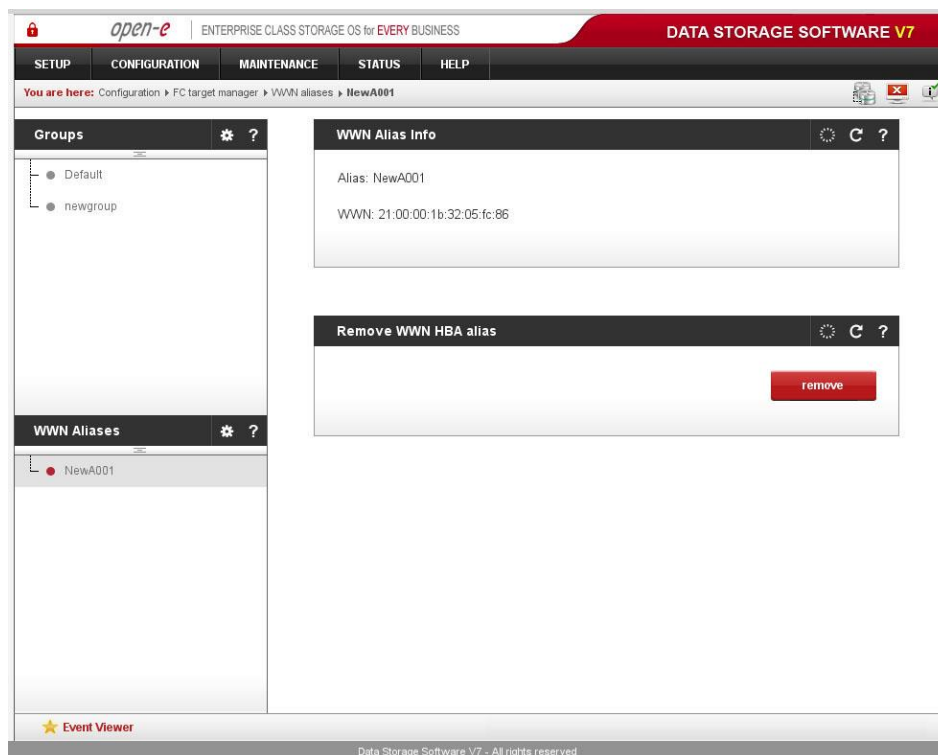 open-e ENTERPRISE CLASS STORAGE OS for EVERY BUSINESS
DATA STORAGE SOFTWARE V7
SETUP CONFIGURATION MAINTENANCE STATUS HELP
You are here: Configuration FC target manager WWN aliases NewA001
Groups ?
Default
newgroup
WWN Aliases ?
NewA001
WWN Alias Info ?
Alias: NewA001
WWN: 21:00:00:1b:32:05:fc:86
Remove WWN HBA alias ?
remove
Event Viewer
Data Storage Software V7 - All rights reserved